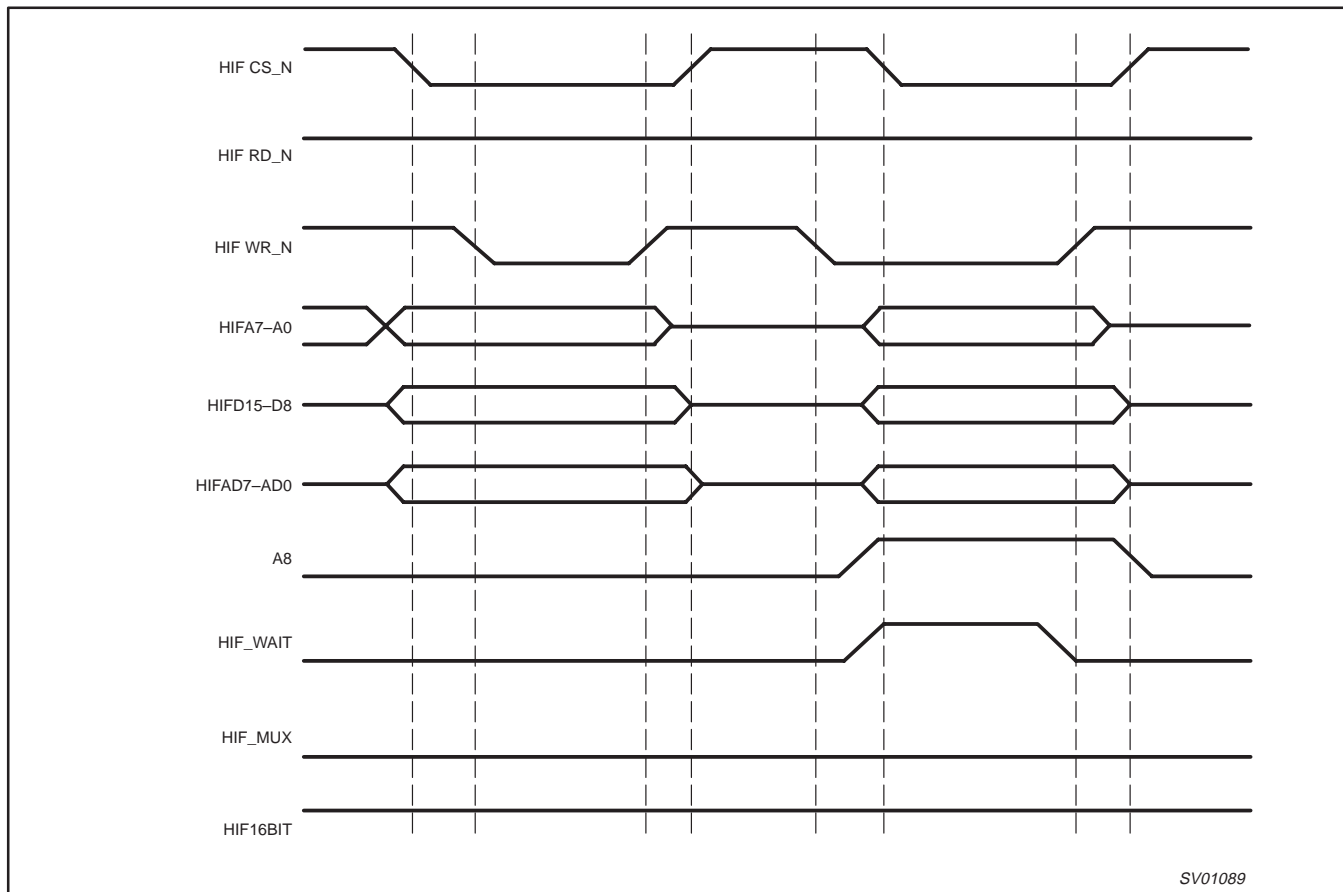 HIF CS_N
HIF RD_N
HIF WR_N
HIFA7–A0
HIFD15–D8
HIFAD7–AD0
A8
HIF_WAIT
HIF_MUX
HIF16BIT
SV01089